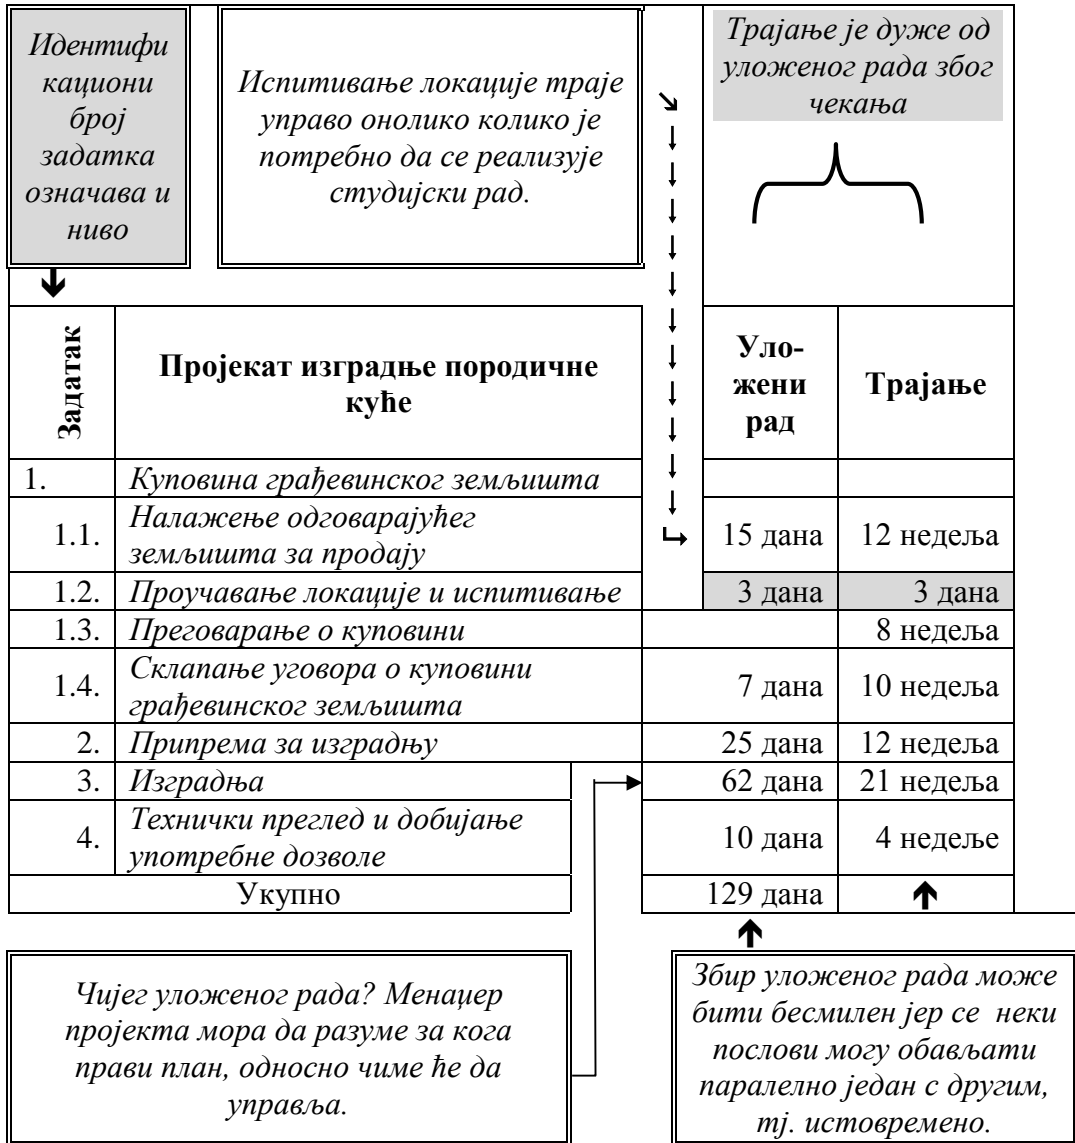 Идентифи
кациони
број
задатка
означава и
ниво
Испитивање локације траје
управо онолико колико је
потребно да се реализује
студијски рад.
Трајање је дуже од
уложеног рада због
чекања
Задатак
Пројекат изградње породичне
куће
Уло-
жени
рад
Трајање
1. Куповина грађевинског земљишта
1.1. Налажење одговарајућег
земљишта за продају
15 дана 12 недеља
1.2. Проучавање локације и испитивање 3 дана 3 дана
1.3. Преговарање о куповини 8 недеља
1.4. Склапање уговора о куповини
грађевинског земљишта
7 дана 10 недеља
2. Припрема за изградњу 25 дана 12 недеља
3. Изградња 62 дана 21 недеља
4. Технички преглед и добијање
употребне дозволе
10 дана 4 недеље
Укупно 129 дана
Чијег уложеног рада? Менаџер
пројекта мора да разуме за кога
прави план, односно чиме ће да
управља.
Збир уложеног рада може
бити бесмилен јер се неки
послови могу обављати
паралелно један с другим,
тј. истовремено.